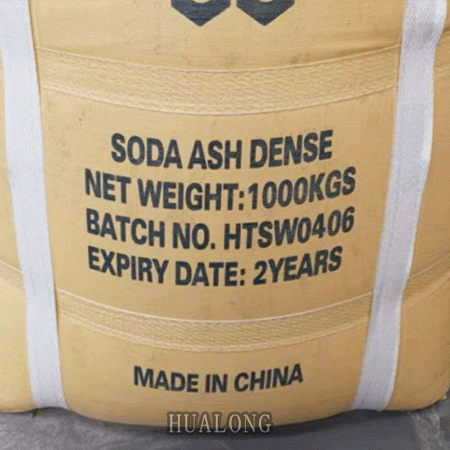 SODA ASH DENSE
NET WEIGHT:1000KGS
BATCH NO. HTSW0406
EXPIRY DATE: 2YEARS
MADE IN CHINA
HUALONG